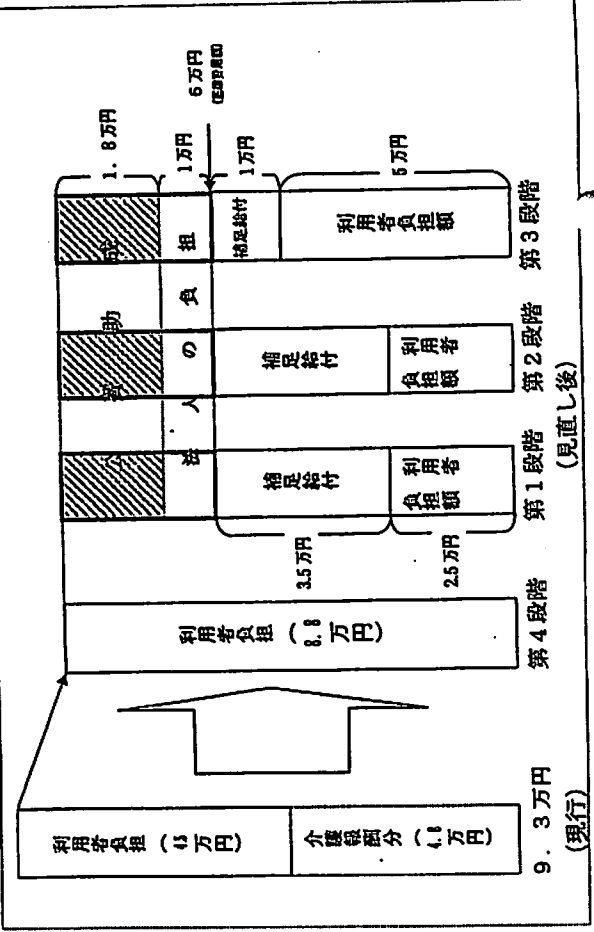 利用者負担(4.5万円)
介護報酬分(4.8万円)
9.3万円
(現行)
利用者負担(8.8万円)
第4段階
3.5万円
2.5万円
公費助成
法人の負担
補足給付
利用者
負担額
第1段階
補足給付
利用者
負担額
第2段階
(見直し後)
補足給付
利用者負担額
第3段階
1.8万円
1万円
6万円
1万円
5万円